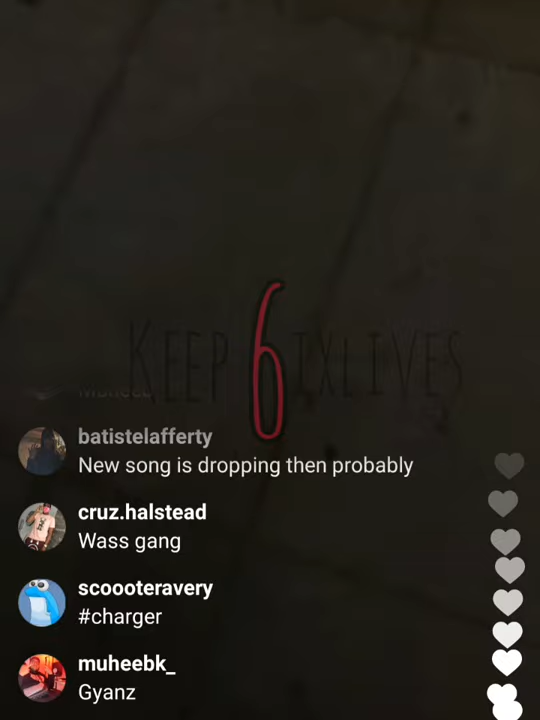 KEEP 6IXLIVES
batistelafferty
New song is dropping then probably
cruz.halstead
Wass gang
scoooteravery
#charger
muheebk_
Gyanz